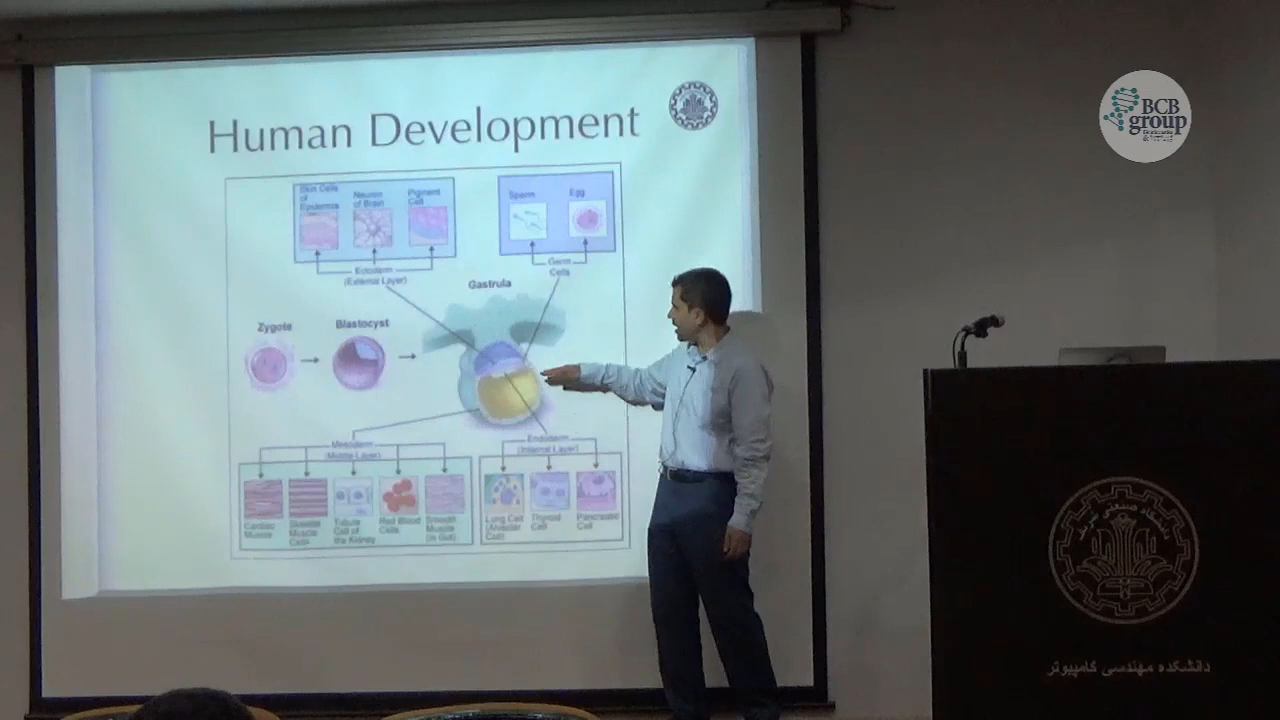 Human Development
BCB
group
Skin Cells
of
Epidermis
Neuron
of Brain
Pigment
Cell
Sperm
Egg
Ectoderm
(External Layer)
Germ
Cells
Gastrula
Zygote
Blastocyst
Mesoderm
(Middle Layer)
Endoderm
(Internal Layer)
Cardiac
Muscle
Skeletal
Muscle
Cells
Tubule
Cell of
the Kidney
Red Blood
Cells
Smooth
Muscle
(in Gut)
Lung Cell
(Alveolar
Cell)
Thyroid
Cell
Pancreatic
Cell
دانشگاه صنعتی شریف
دانشکده مهندسی کامپیوتر